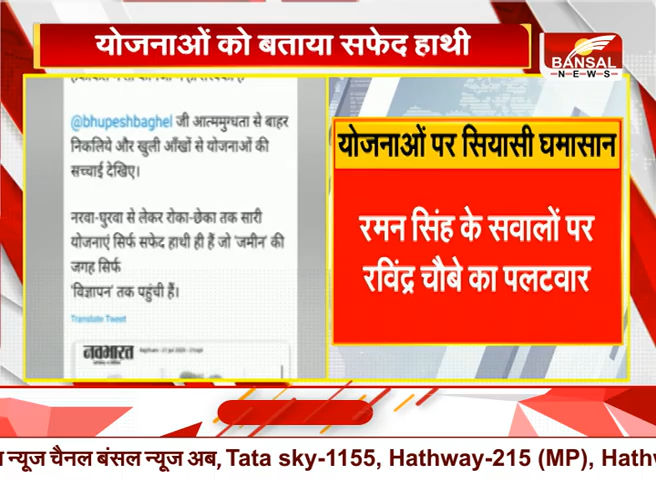 योजनाओं को बताया सफेद हाथी
BANSAL
NEWS
@bhupeshbaghel जी आत्ममुग्धता से बाहर
निकलिये और खुली आँखों से योजनाओं की
सच्चाई देखिए।
नरवा-घुरवा से लेकर रोका-छेका तक सारी
योजनाएं सिर्फ सफेद हाथी ही हैं जो 'जमीन' की
जगह सिर्फ
'विज्ञापन' तक पहुंची हैं।
Translate Tweet
नवभारत
योजनाओं पर सियासी घमासान
रमन सिंह के सवालों पर
रविंद्र चौबे का पलटवार
न्यूज चैनल बंसल न्यूज अब, Tata sky-1155, Hathway-215 (MP), Hathw